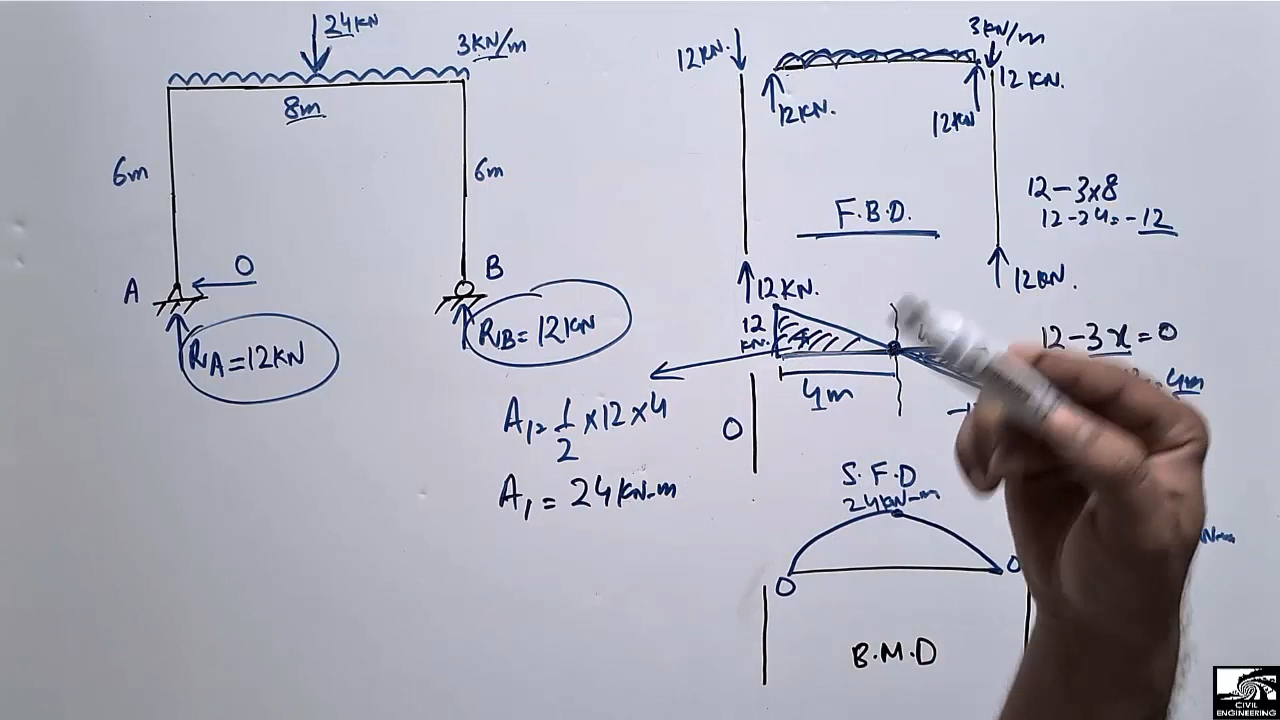 24KN
3KN/m
8m
6m
6m
A
0
B
RA=12KN
RB=12KN
12KN.
3KN/m
12KN.
12KN.
12KN
F.B.D.
12KN.
12KN.
12-3x8
12-24=-12
12-3x=0
4m
12
KN.
4m
0
A1=1/2x12x4
A1=24KN-m
S.F.D
24KN-m
0
0
B.M.D
CIVIL
ENGINEERING